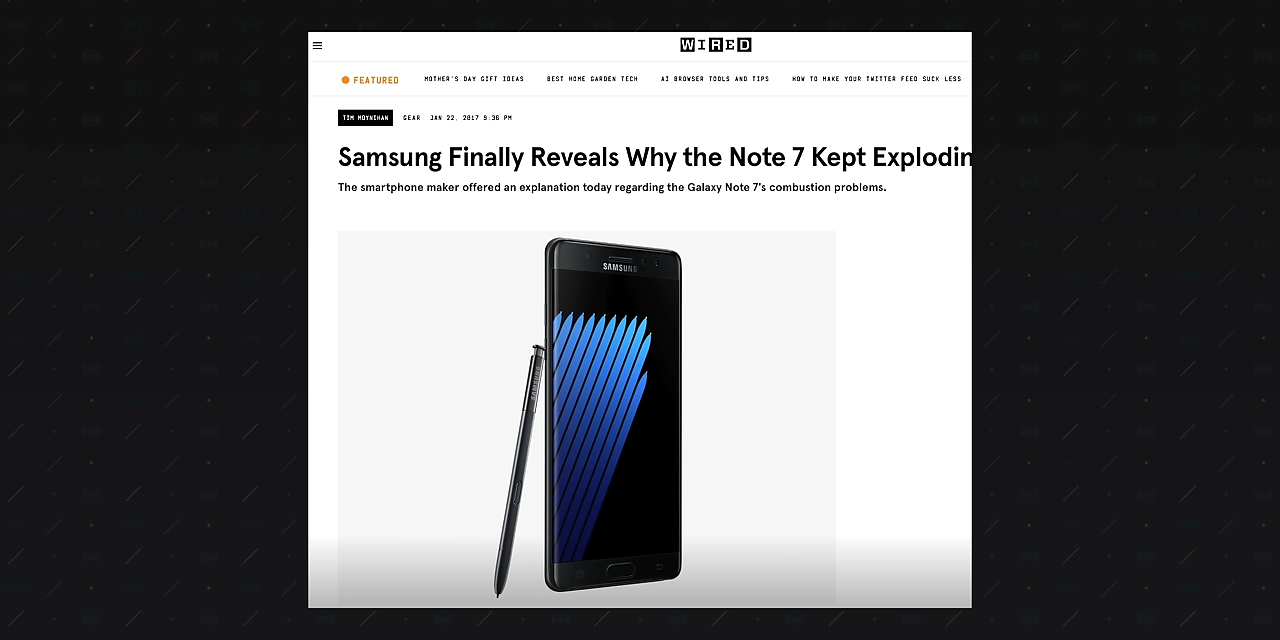 WIRED
FEATURED MOTHER'S DAY GIFT IDEAS BEST HOME GARDEN TECH AI BROWSER TOOLS AND TIPS HOW TO MAKE YOUR TWITTER FEED SUCK LESS
TIM MOYNIHAN GEAR JAN 22, 2017 9:36 PM
Samsung Finally Reveals Why the Note 7 Kept Explodin
The smartphone maker offered an explanation today regarding the Galaxy Note 7's combustion problems.
SAMSUNG
SAMSUNG